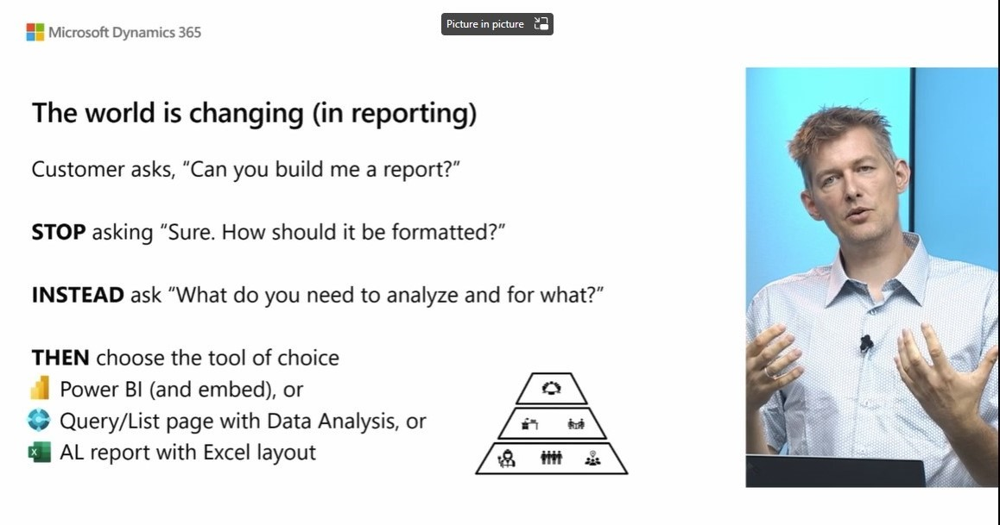 Microsoft Dynamics 365
Picture in picture
The world is changing (in reporting)
Customer asks, “Can you build me a report?”
STOP asking “Sure. How should it be formatted?”
INSTEAD ask “What do you need to analyze and for what?”
THEN choose the tool of choice
Power BI (and embed), or
Query/List page with Data Analysis, or
AL report with Excel layout